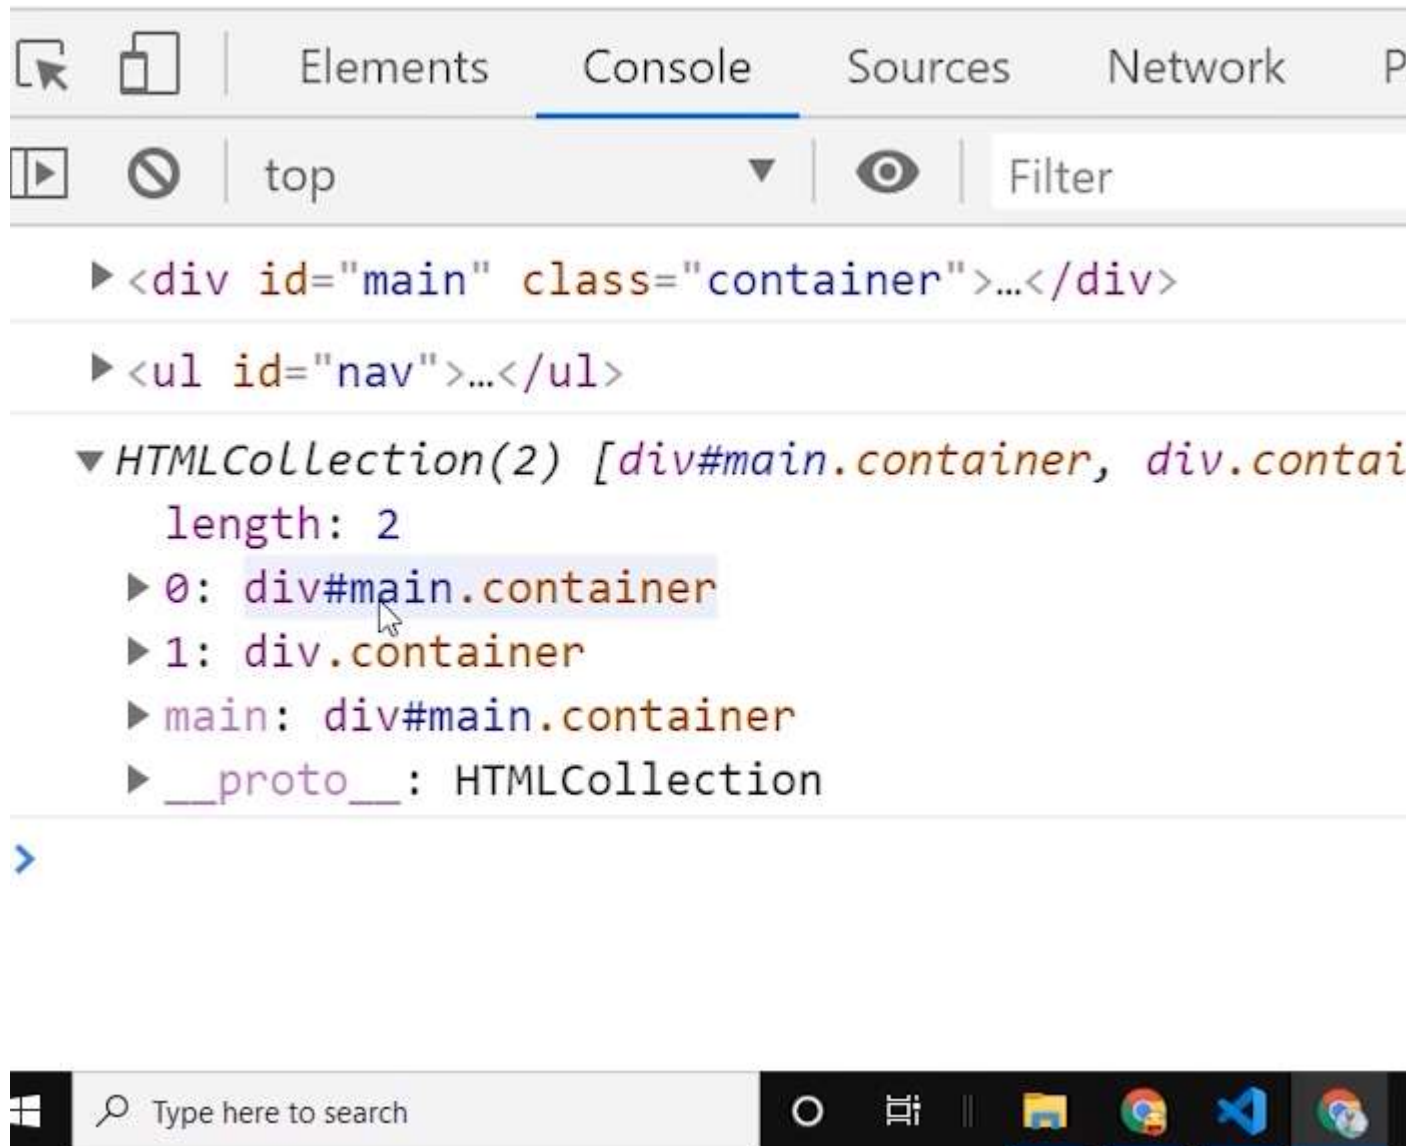 Elements Console Sources Network P
top Filter
<div id="main" class="container">…</div>
<ul id="nav">…</ul>
HTMLCollection(2) [div#main.container, div.contai
length: 2
0: div#main.container
1: div.container
main: div#main.container
__proto__: HTMLCollection
Type here to search